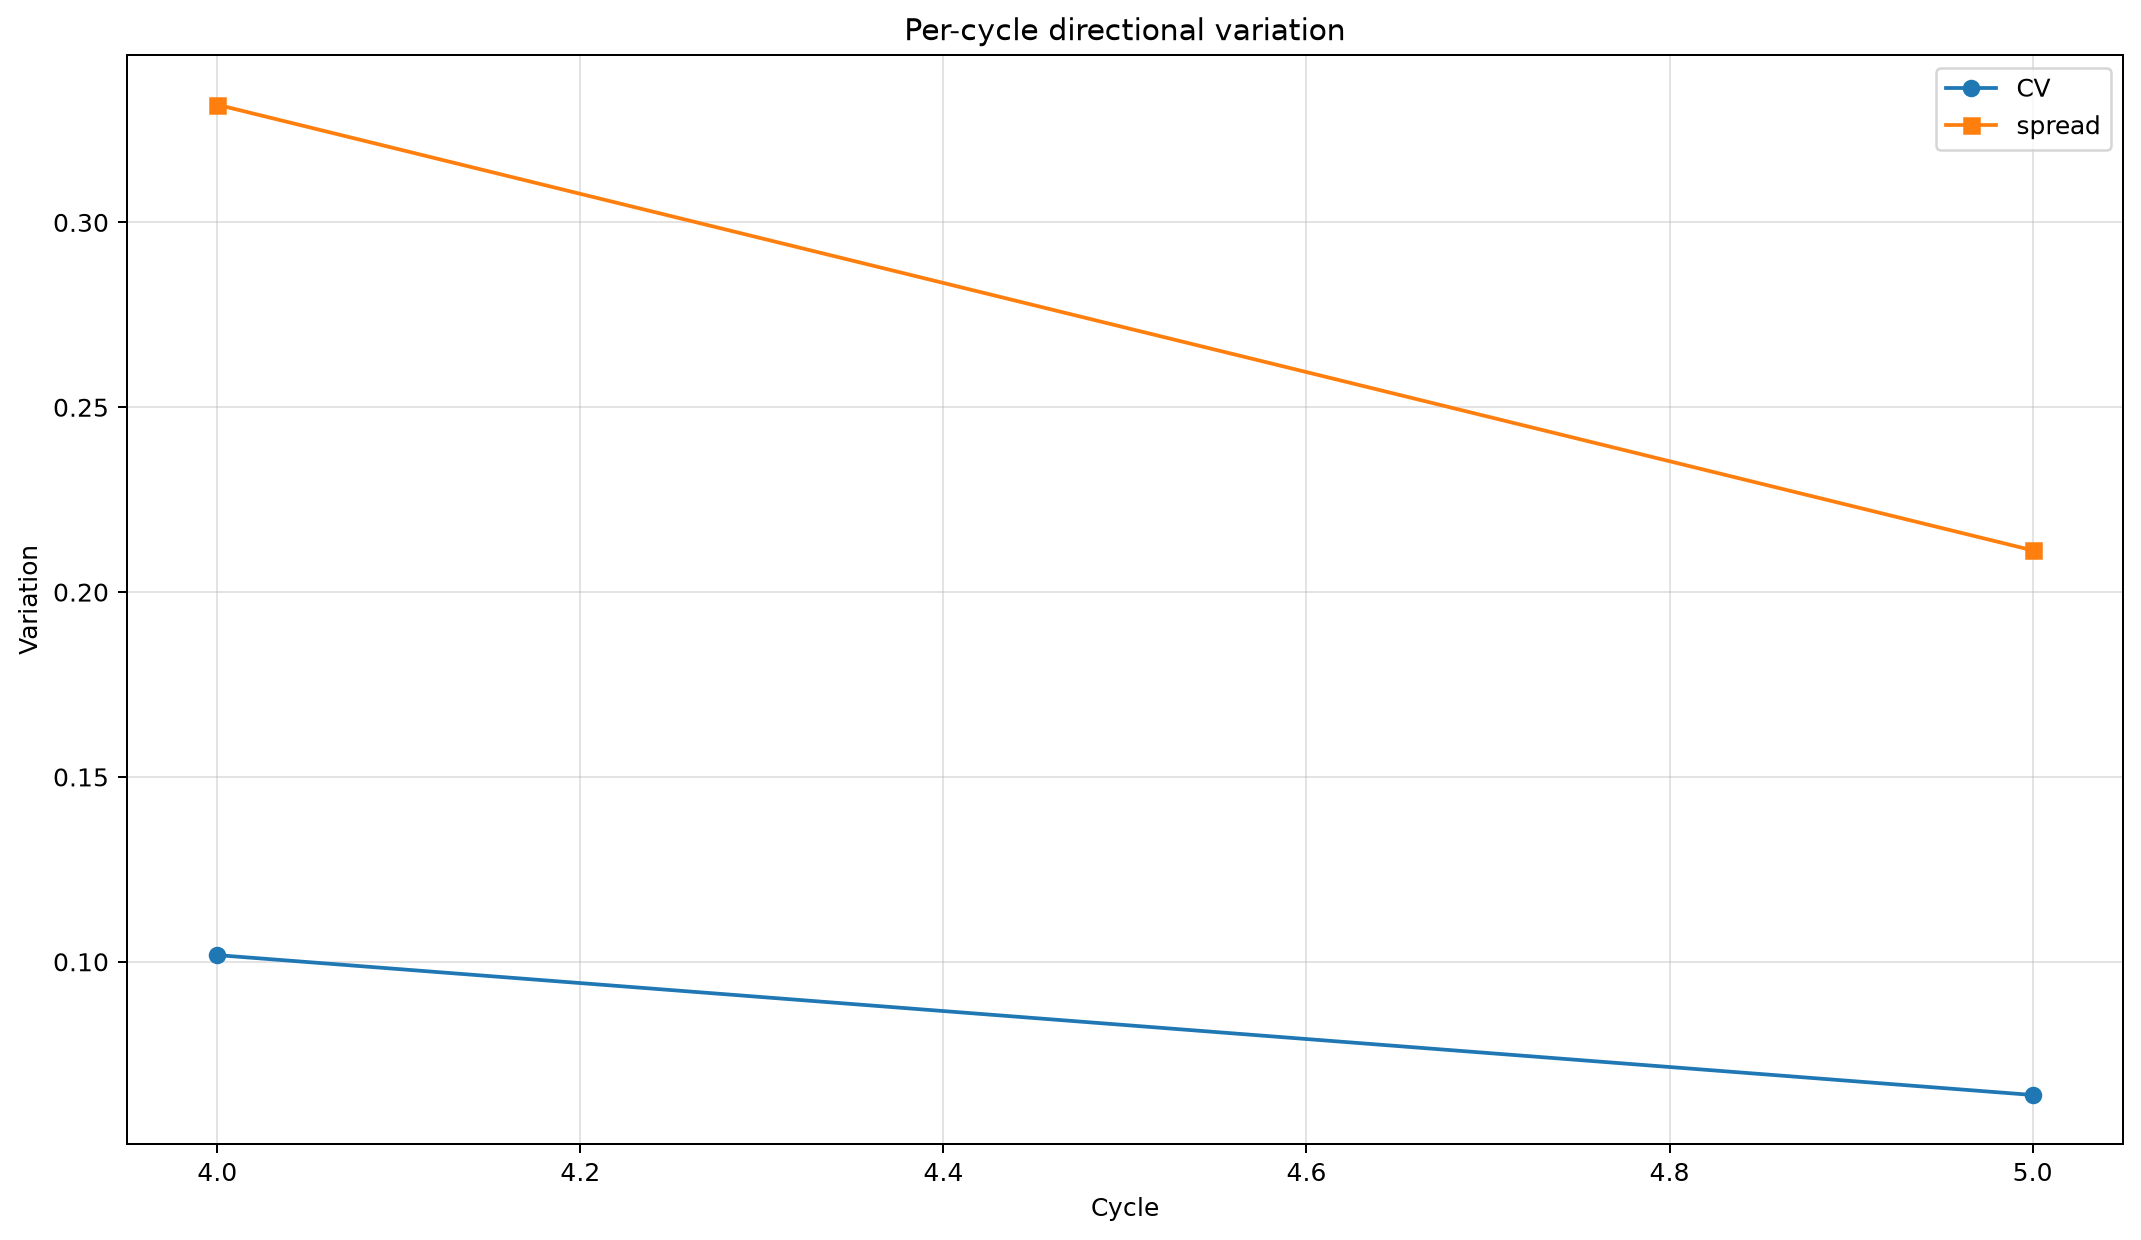 Per-cycle directional variation
CV
spread
0.30
0.25
0.20
0.15
0.10
Variation
4.0 4.2 4.4 4.6 4.8 5.0
Cycle